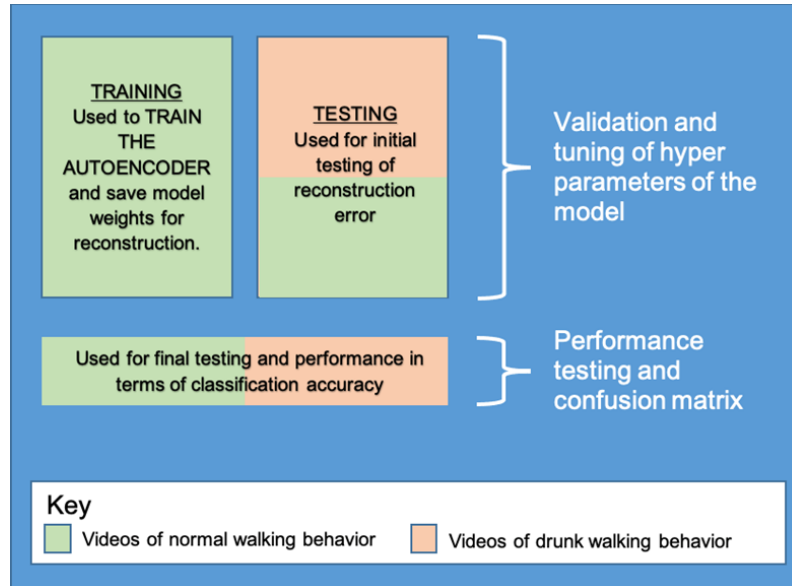 TRAINING
Used to TRAIN
THE
AUTOENCODER
and save model
weights for
reconstruction.
TESTING
Used for initial
testing of
reconstruction
error
Validation and
tuning of hyper
parameters of the
model
Used for final testing and performance in
terms of classification accuracy
Performance
testing and
confusion matrix
Key
Videos of normal walking behavior
Videos of drunk walking behavior